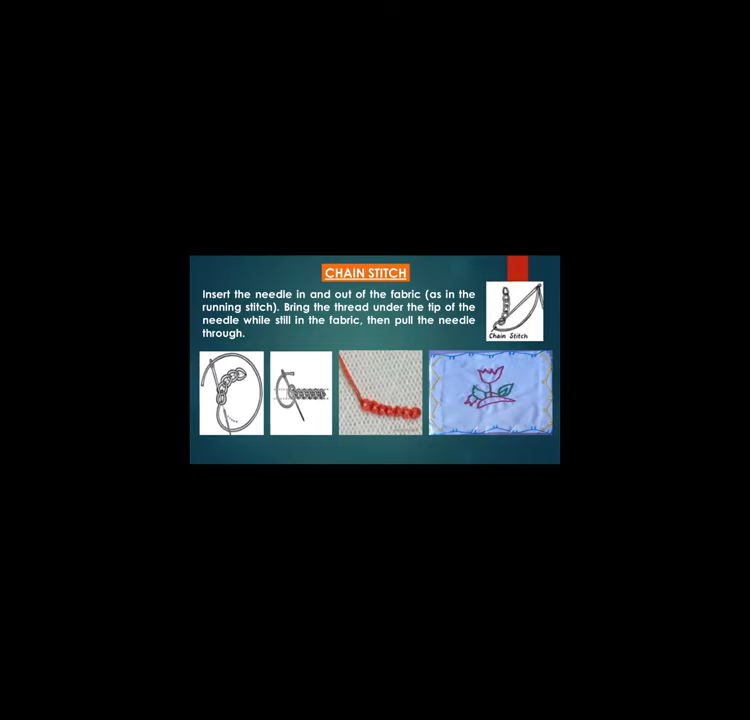 CHAIN STITCH
Insert the needle in and out of the fabric (as in the
running stitch). Bring the thread under the tip of the
needle while still in the fabric, then pull the needle
through.
Chain Stitch